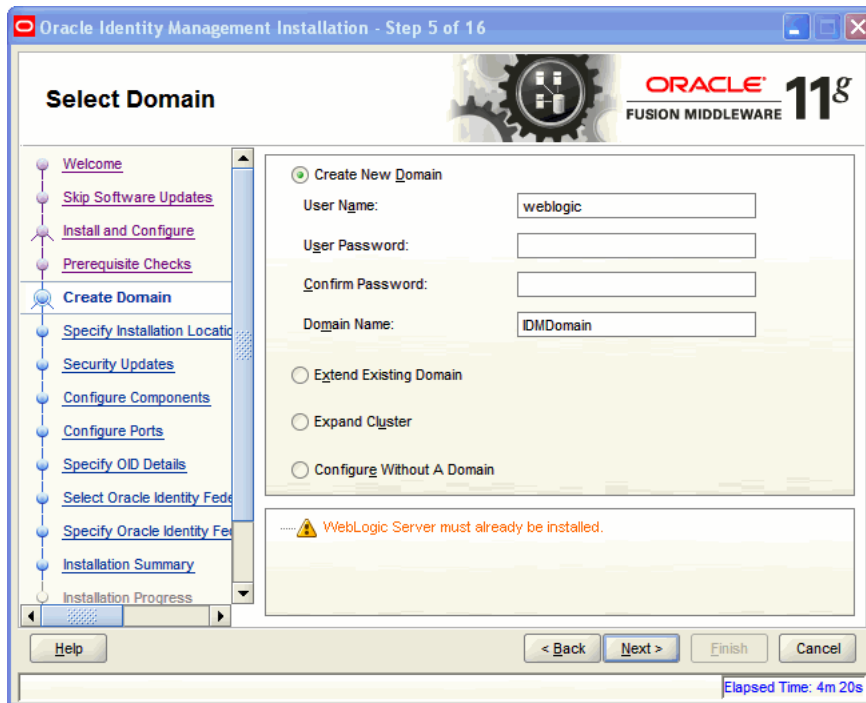 Oracle Identity Management Installation - Step 5 of 16
Select Domain
ORACLE®
FUSION MIDDLEWARE 11g
Welcome
Skip Software Updates
Install and Configure
Prerequisite Checks
Create Domain
Specify Installation Locatio
Security Updates
Configure Components
Configure Ports
Specify OID Details
Select Oracle Identity Fede
Specify Oracle Identity Fed
Installation Summary
Installation Progress
Create New Domain
User Name: weblogic
User Password:
Confirm Password:
Domain Name: IDMDomain
Extend Existing Domain
Expand Cluster
Configure Without A Domain
WebLogic Server must already be installed.
Help < Back Next > Finish Cancel
Elapsed Time: 4m 20s